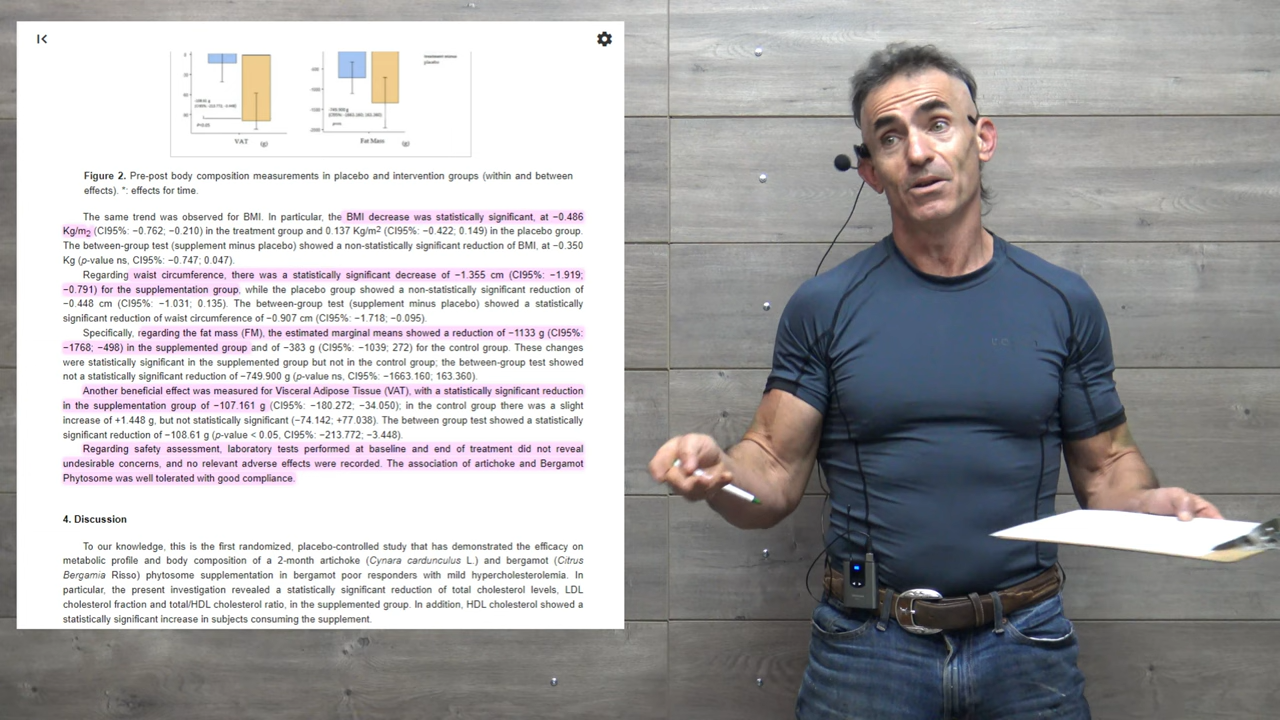 VAT (g)
Fat Mass (g)
Figure 2. Pre-post body composition measurements in placebo and intervention groups (within and between
effects). *: effects for time.
The same trend was observed for BMI. In particular, the BMI decrease was statistically significant, at −0.486
Kg/m2 (CI95%: −0.762; −0.210) in the treatment group and 0.137 Kg/m2 (CI95%: −0.422; 0.149) in the placebo group.
The between-group test (supplement minus placebo) showed a non-statistically significant reduction of BMI, at −0.350
Kg (p-value ns, −0.747; 0.047).
Regarding waist circumference, there was a statistically significant decrease of −1.355 cm (CI95%: −1.919;
−0.791) for the supplementation group, while the placebo group showed a non-statistically significant reduction of
−0.448 cm (CI95%: −1.031; 0.135). The between-group test (supplement minus placebo) showed a statistically
significant reduction of waist circumference of −0.907 cm (CI95%: −1.718; −0.095).
Specifically, regarding the fat mass (FM), the estimated marginal means showed a reduction of −1133 g (CI95%:
−1768; −498) in the supplemented group and of −383 g (CI95%: −1039; 272) for the control group. These changes
were statistically significant in the supplemented group but not in the control group; the between-group test showed
not a statistically significant reduction of −749.900 g (p-value ns, CI95%: −1663.160; 163.360).
Another beneficial effect was measured for Visceral Adipose Tissue (VAT), with a statistically significant reduction
in the supplementation group of −107.161 g (CI95%: −180.272; −34.050); in the control group there was a slight
increase of +1.448 g, but not statistically significant (−74.142; +77.038). The between group test showed a statistically
significant reduction of −108.61 g (p-value < 0.05, CI95%: −213.772; −3.448).
Regarding safety assessment, laboratory tests performed at baseline and end of treatment did not reveal
undesirable concerns, and no relevant adverse effects were recorded. The association of artichoke and Bergamot
Phytosome was well tolerated with good compliance.
4. Discussion
To our knowledge, this is the first randomized, placebo-controlled study that has demonstrated the efficacy on
metabolic profile and body composition of a 2-month artichoke (Cynara cardunculus L.) and bergamot (Citrus
Bergamia Risso) phytosome supplementation in bergamot poor responders with mild hypercholesterolemia. In
particular, the present investigation revealed a statistically significant reduction of total cholesterol levels, LDL
cholesterol fraction and total/HDL cholesterol ratio, in the supplemented group. In addition, HDL cholesterol showed a
statistically significant increase in subjects consuming the supplement.